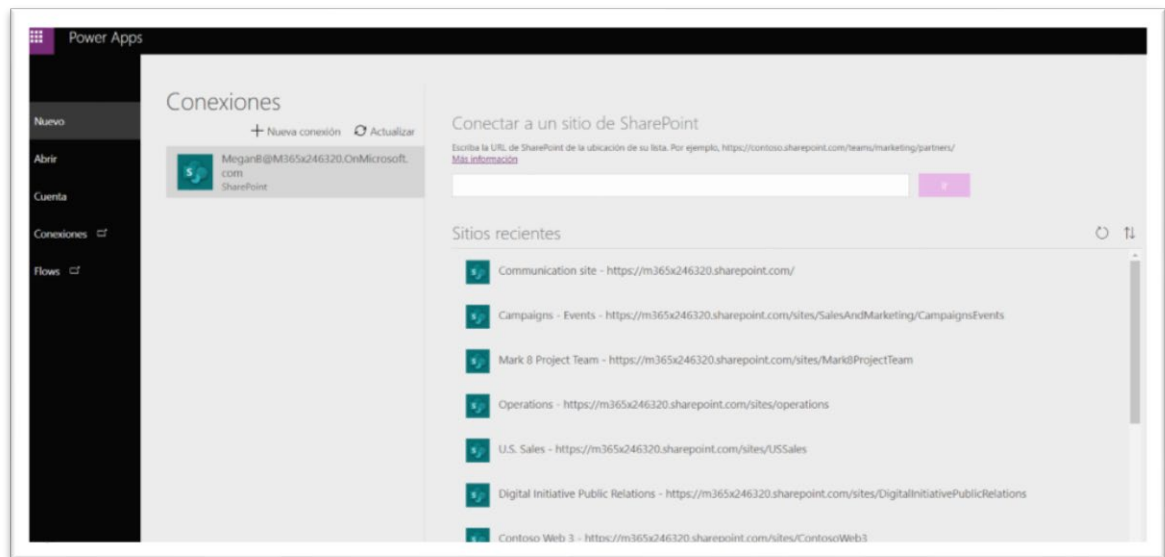 Power Apps
Nuevo
Abrir
Cuenta
Conexiones
Flows
Conexiones
Nueva conexión
Actualizar
MeganB@M365x246320.OnMicrosoft.
com
SharePoint
Conectar a un sitio de SharePoint
Escriba la URL de SharePoint de la ubicación de su lista. Por ejemplo, https://contoso.sharepoint.com/teams/marketing/partners/
Más información
Ir
Sitios recientes
Communication site - https://m365x246320.sharepoint.com/
Campaigns - Events - https://m365x246320.sharepoint.com/sites/SalesAndMarketing/CampaignsEvents
Mark 8 Project Team - https://m365x246320.sharepoint.com/sites/Mark8ProjectTeam
Operations - https://m365x246320.sharepoint.com/sites/operations
U.S. Sales - https://m365x246320.sharepoint.com/sites/USSales
Digital Initiative Public Relations - https://m365x246320.sharepoint.com/sites/DigitalInitiativePublicRelations
Contoso Web 3 - https://m365x246320.sharepoint.com/sites/ContosoWeb3